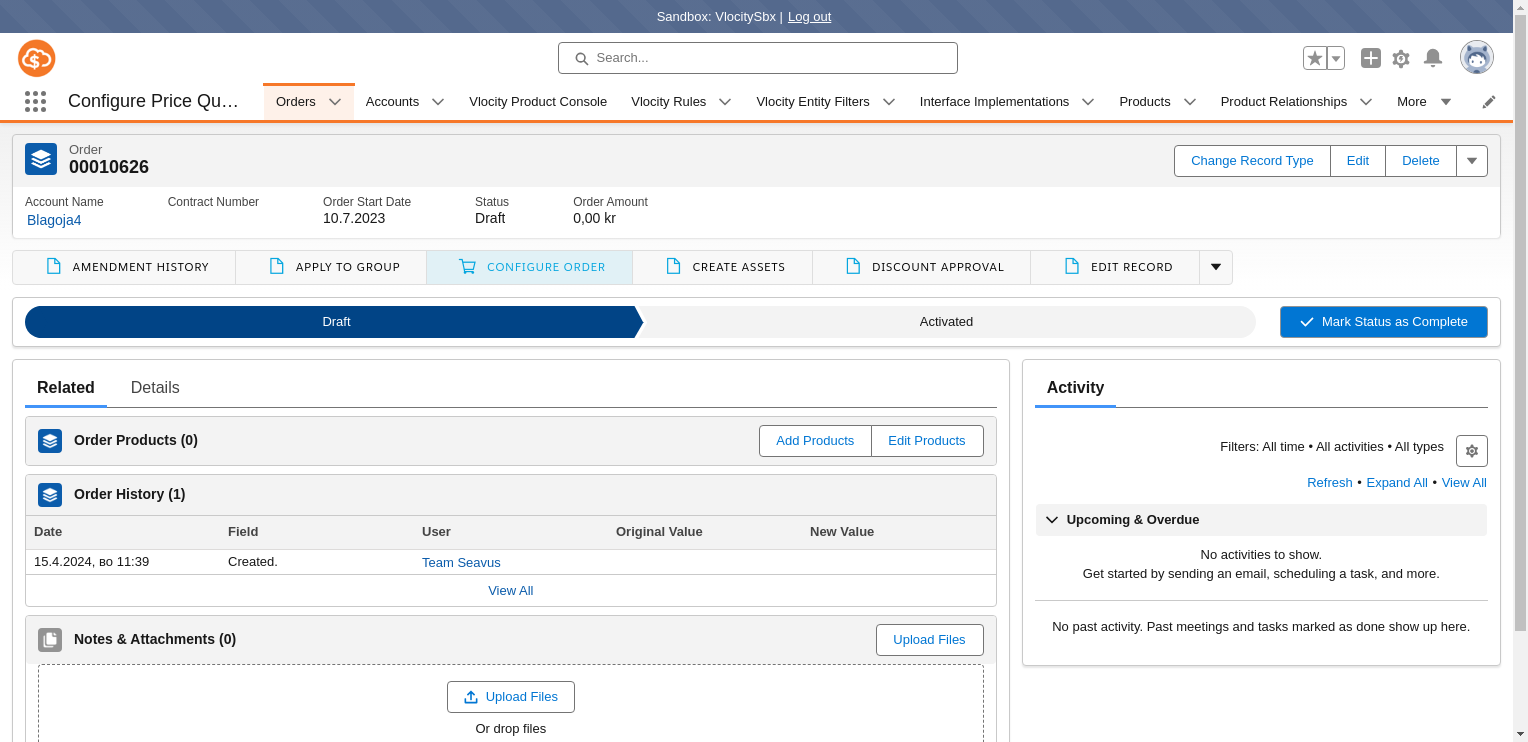 Sandbox: VlocitySbx | Log out
Search...
Configure Price Qu…
Orders
Accounts
Vlocity Product Console
Vlocity Rules
Vlocity Entity Filters
Interface Implementations
Products
Product Relationships
More
Order
00010626
Change Record Type
Edit
Delete
Account Name
Contract Number
Order Start Date
Status
Order Amount
Blagoja4
10.7.2023
Draft
0,00 kr
AMENDMENT HISTORY
APPLY TO GROUP
CONFIGURE ORDER
CREATE ASSETS
DISCOUNT APPROVAL
EDIT RECORD
Draft
Activated
Mark Status as Complete
Related
Details
Order Products (0)
Add Products
Edit Products
Order History (1)
Date
Field
User
Original Value
New Value
15.4.2024, во 11:39
Created.
Team Seavus
View All
Notes & Attachments (0)
Upload Files
Upload Files
Or drop files
Activity
Filters: All time • All activities • All types
Refresh • Expand All • View All
Upcoming & Overdue
No activities to show.
Get started by sending an email, scheduling a task, and more.
No past activity. Past meetings and tasks marked as done show up here.